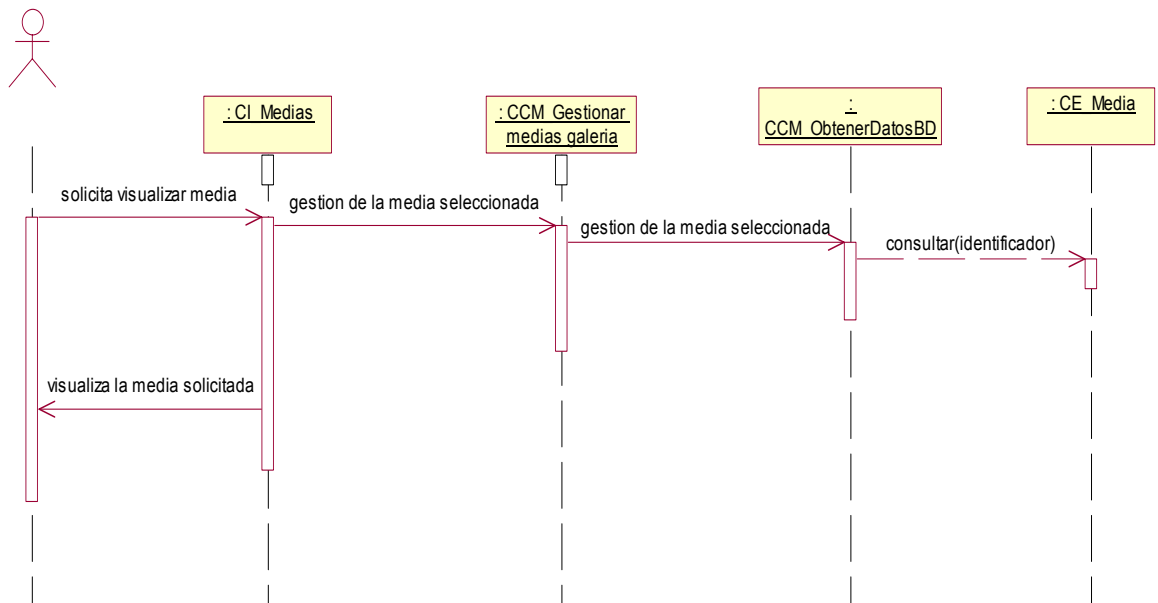 : CI_Medias
: CCM_Gestionar
medias galeria
:
CCM_ObtenerDatosBD
: CE_Media
solicita visualizar media
gestion de la media seleccionada
gestion de la media seleccionada
consultar(identificador)
visualiza la media solicitada